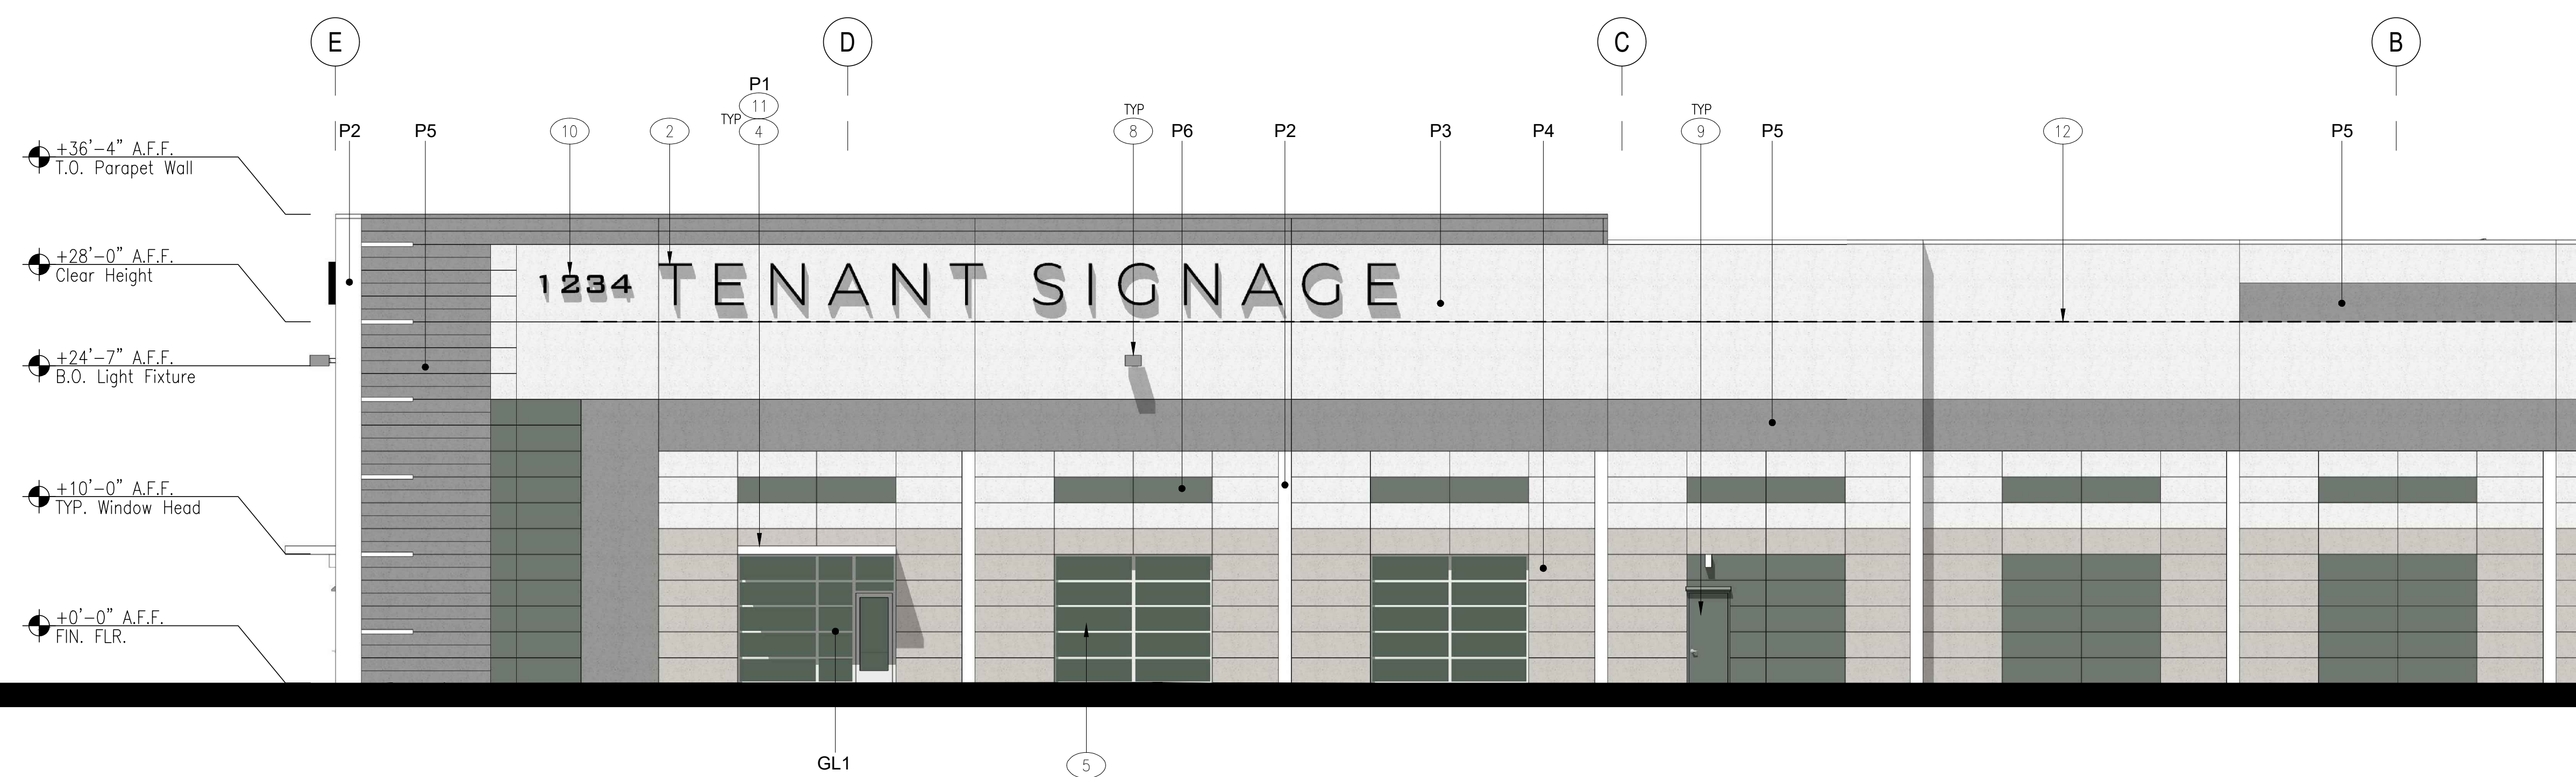 E D C B
P1
11
TYP 4
TYP 8
TYP 9
P2 P5 10 2 P6 P2 P3 P4 P5 12 P5
+36'-4" A.F.F.
T.O. Parapet Wall
+28'-0" A.F.F.
Clear Height
1234 TENANT SIGNAGE
+24'-7" A.F.F.
B.O. Light Fixture
+10'-0" A.F.F.
TYP. Window Head
+0'-0" A.F.F.
FIN. FLR.
GL1 5